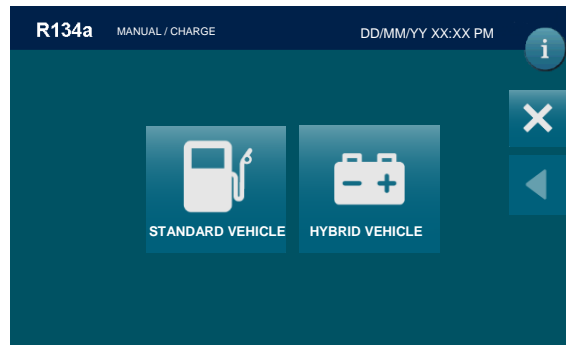 R134a MANUAL / CHARGE DD/MM/YY XX:XX PM
i
STANDARD VEHICLE HYBRID VEHICLE